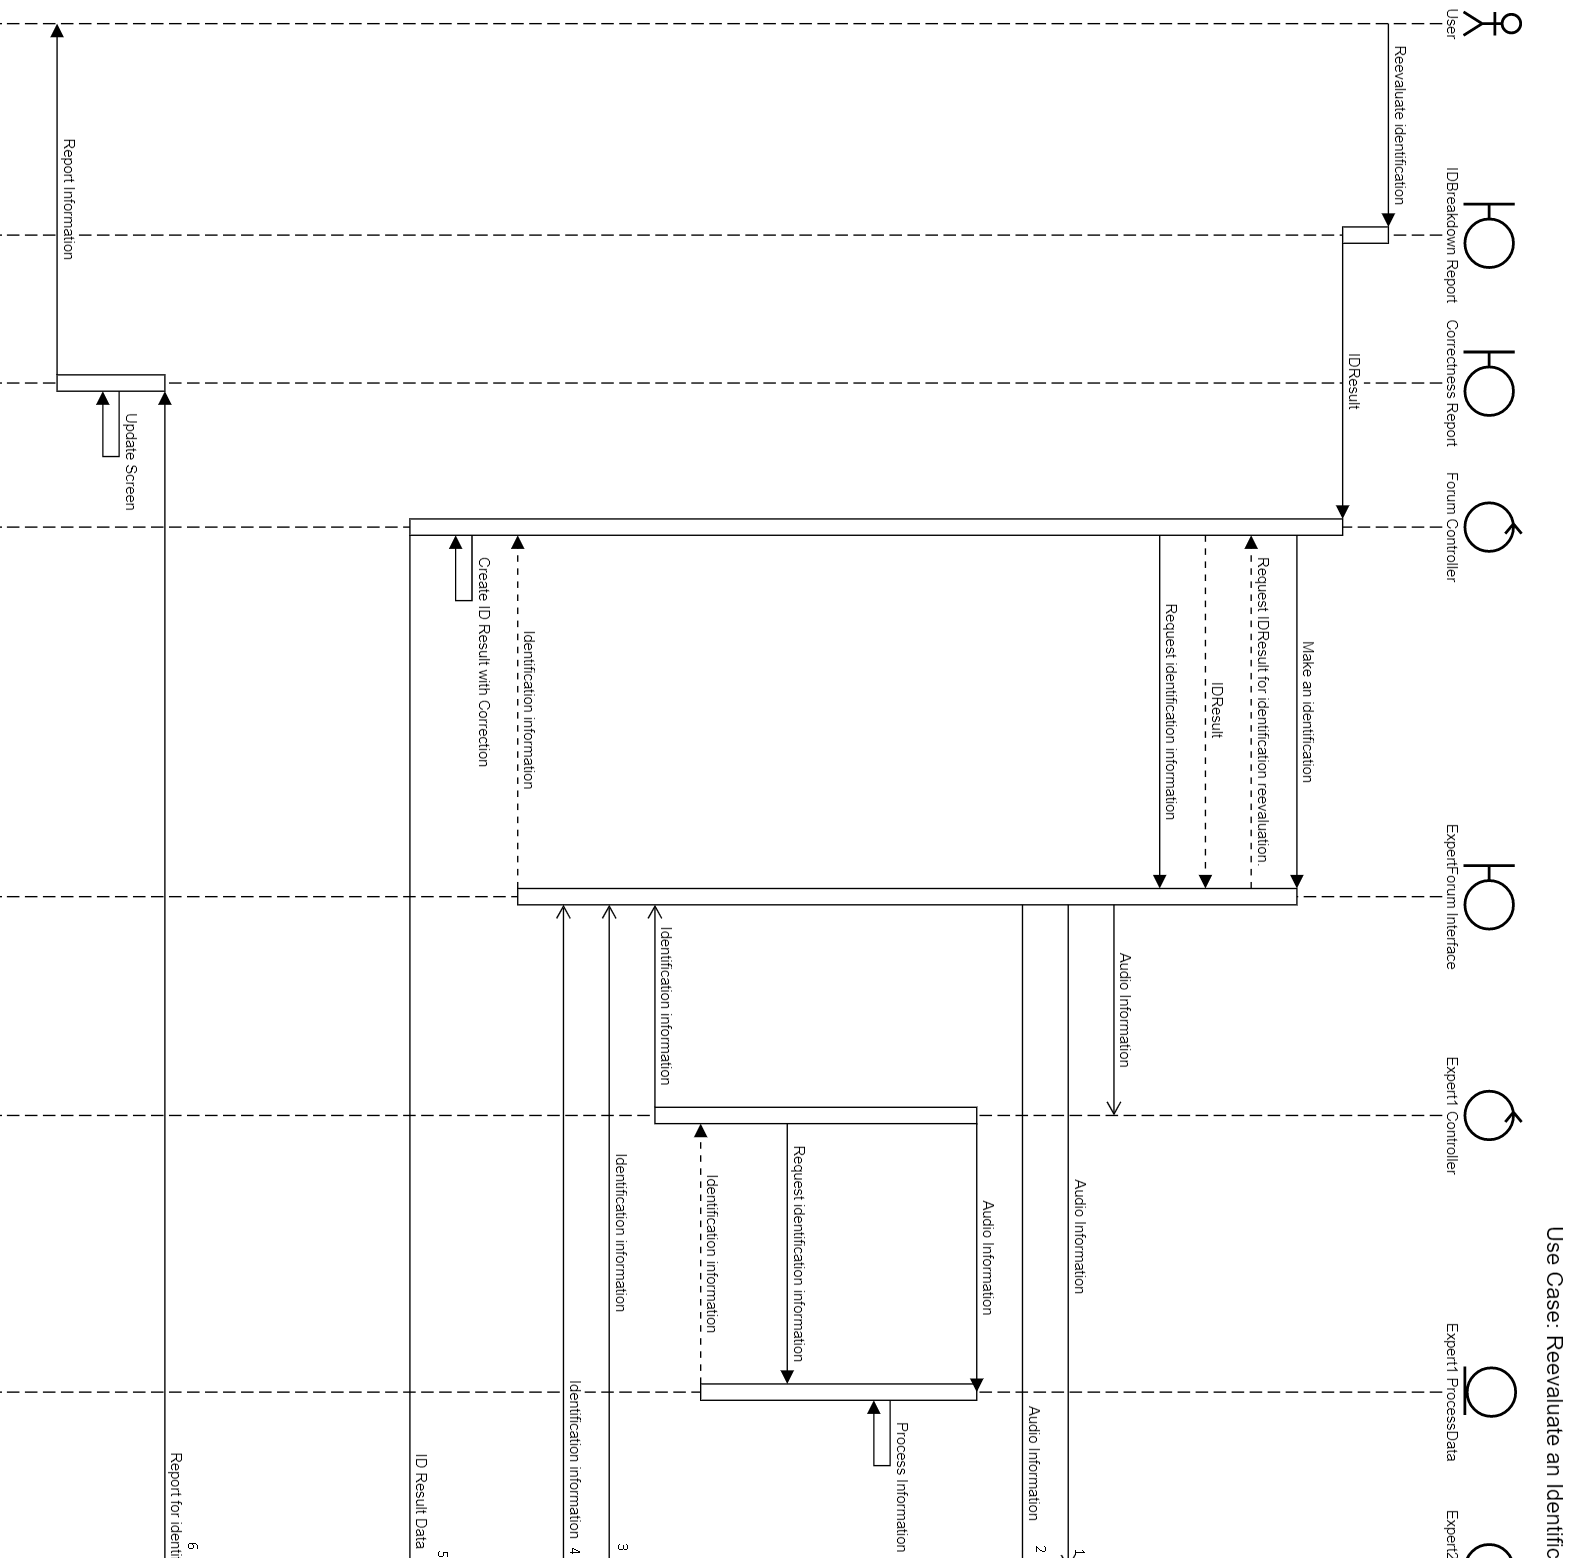 Use Case: Reevaluate an Identific
User
IDBreakdown Report
Correctness Report
Forum Controller
ExpertForum Interface
Expert1 Controller
Expert1 ProcessData
Expert2
Reevaluate identification
IDResult
Make an identification
Request IDResult for identification reevaluation.
IDResult
Request identification information
Audio Information
Audio Information
1
Audio Information
2
Audio Information
Process Information
Request identification information
Identification information
Identification information
Identification information
3
Identification information
4
Identification information
Create ID Result with Correction
ID Result Data
5
Report for identi
6
Update Screen
Report Information